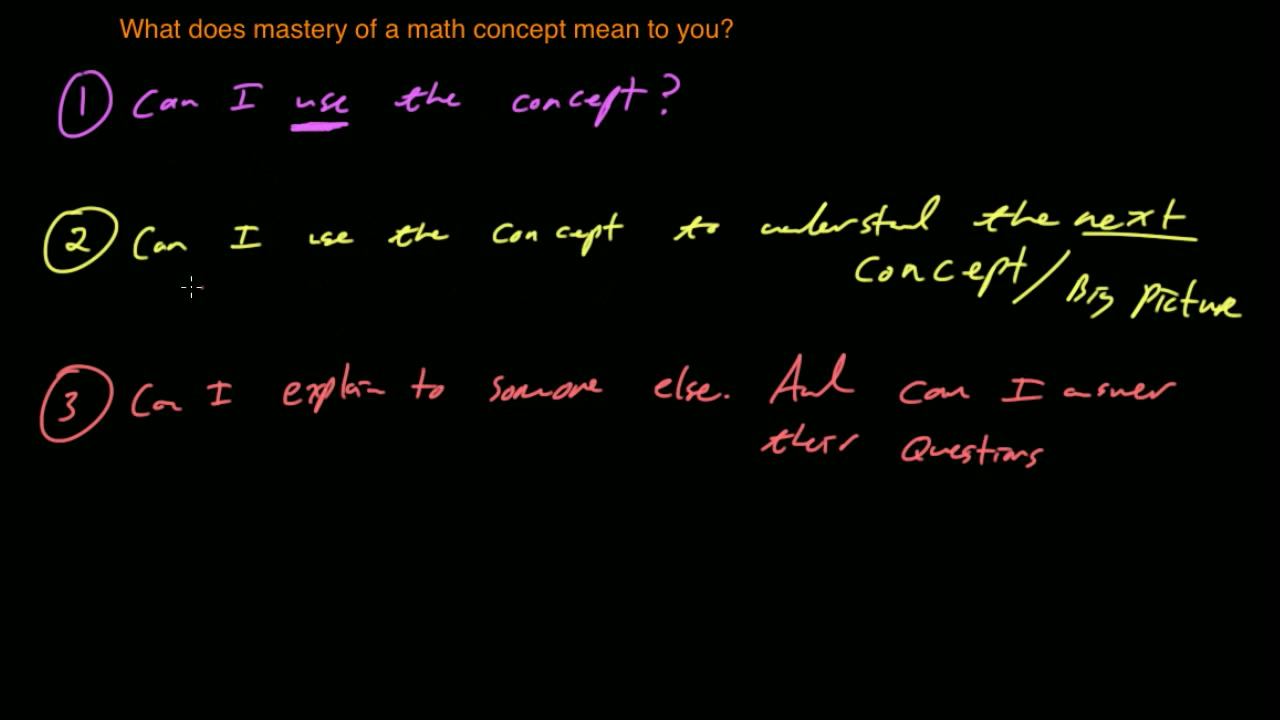 What does mastery of a math concept mean to you?
① Can I use the concept?
② Can I use the concept to understand the next
concept/Big Picture
③ Can I explain to someone else. And can I answer
their Questions